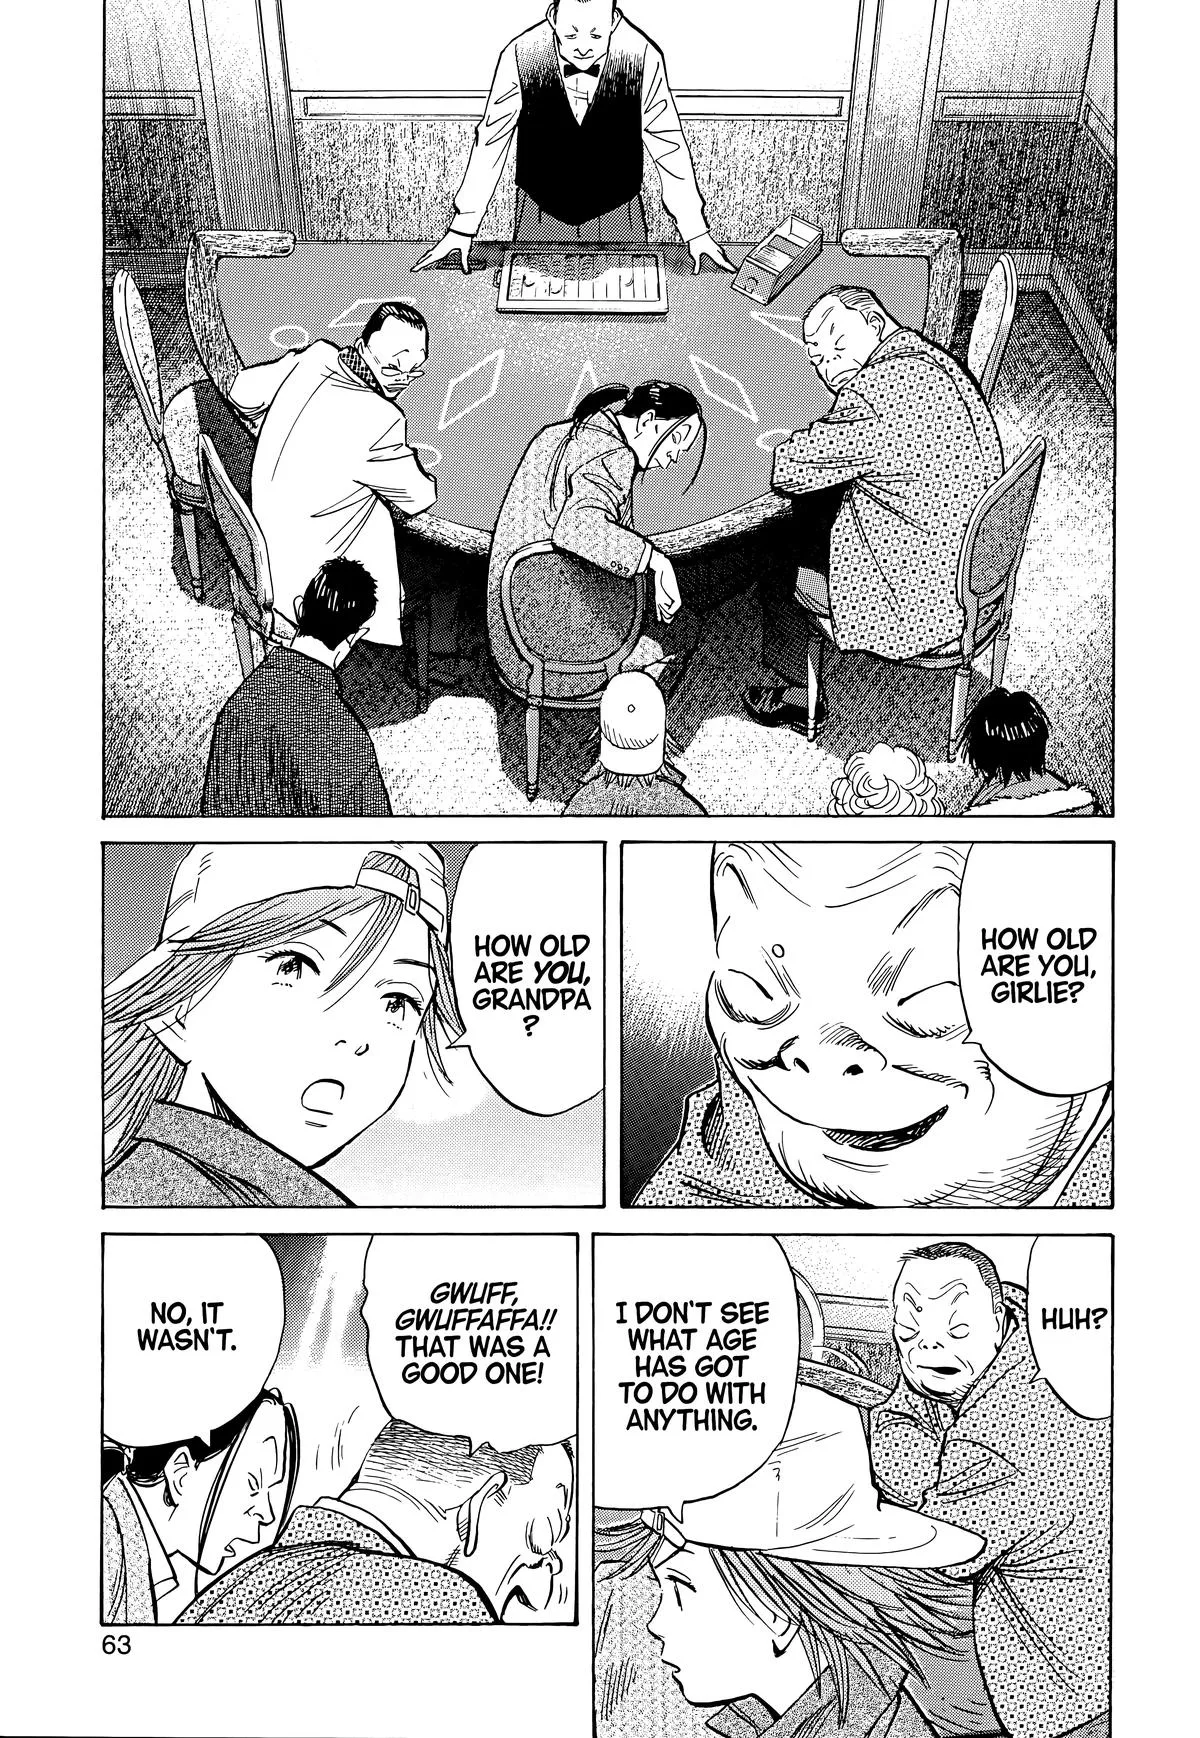 HOW OLD
ARE YOU,
GIRLIE?
HOW OLD
ARE YOU,
GRANDPA
?
HUH?
I DON'T SEE
WHAT AGE
HAS GOT
TO DO WITH
ANYTHING.
GWUFF,
GWUFFAFFA!!
THAT WAS A
GOOD ONE!
NO, IT
WASN'T.
63